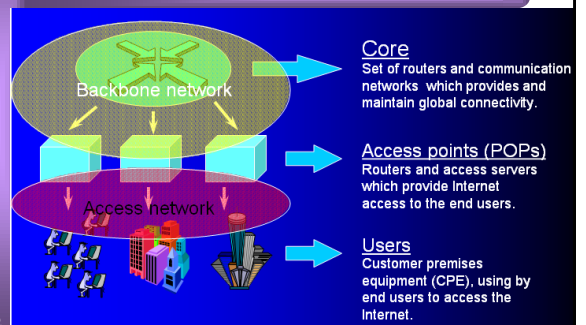 Backbone network
Access network
Core
Set of routers and communication
networks which provides and
maintain global connectivity.
Access points (POPs)
Routers and access servers
which provide Internet
access to the end users.
Users
Customer premises
equipment (CPE), using by
end users to access the
Internet.